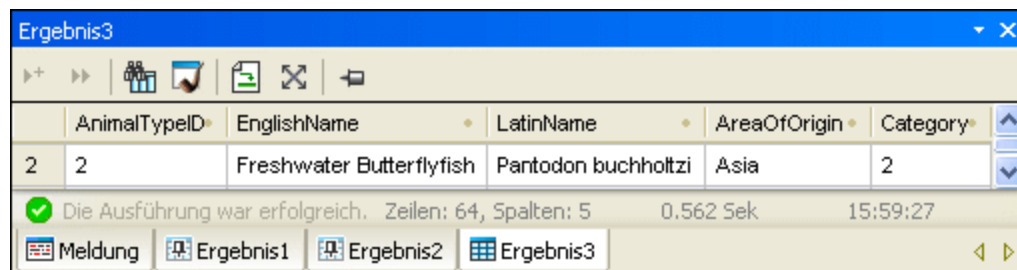 Ergebnis3
AnimalTypeID EnglishName LatinName AreaOfOrigin Category
2 2 Freshwater Butterflyfish Pantodon buchholtzi Asia 2
Die Ausführung war erfolgreich. Zeilen: 64, Spalten: 5 0.562 Sek 15:59:27
Meldung Ergebnis1 Ergebnis2 Ergebnis3